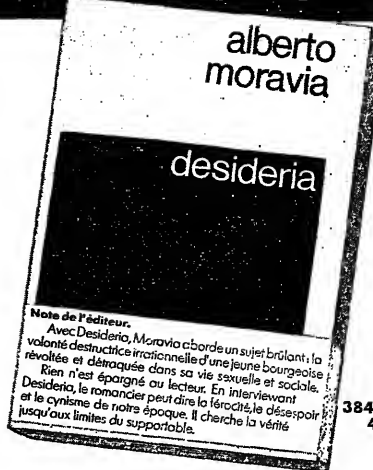 alberto
moravia
desideria
Note de l'éditeur.
Avec Desideria, Moravia aborde un sujet brûlant: la
volonté destructrice irrationnelle d'une jeune bourgeoise
révoltée et détraquée dans sa vie sexuelle et sociale.
Rien n'est épargné au lecteur. En interviewant
Desideria, le romancier peut dire la férocité, le désespoir
et le cynisme de notre époque. Il cherche la vérité
jusqu'aux limites du supportable.
384
4